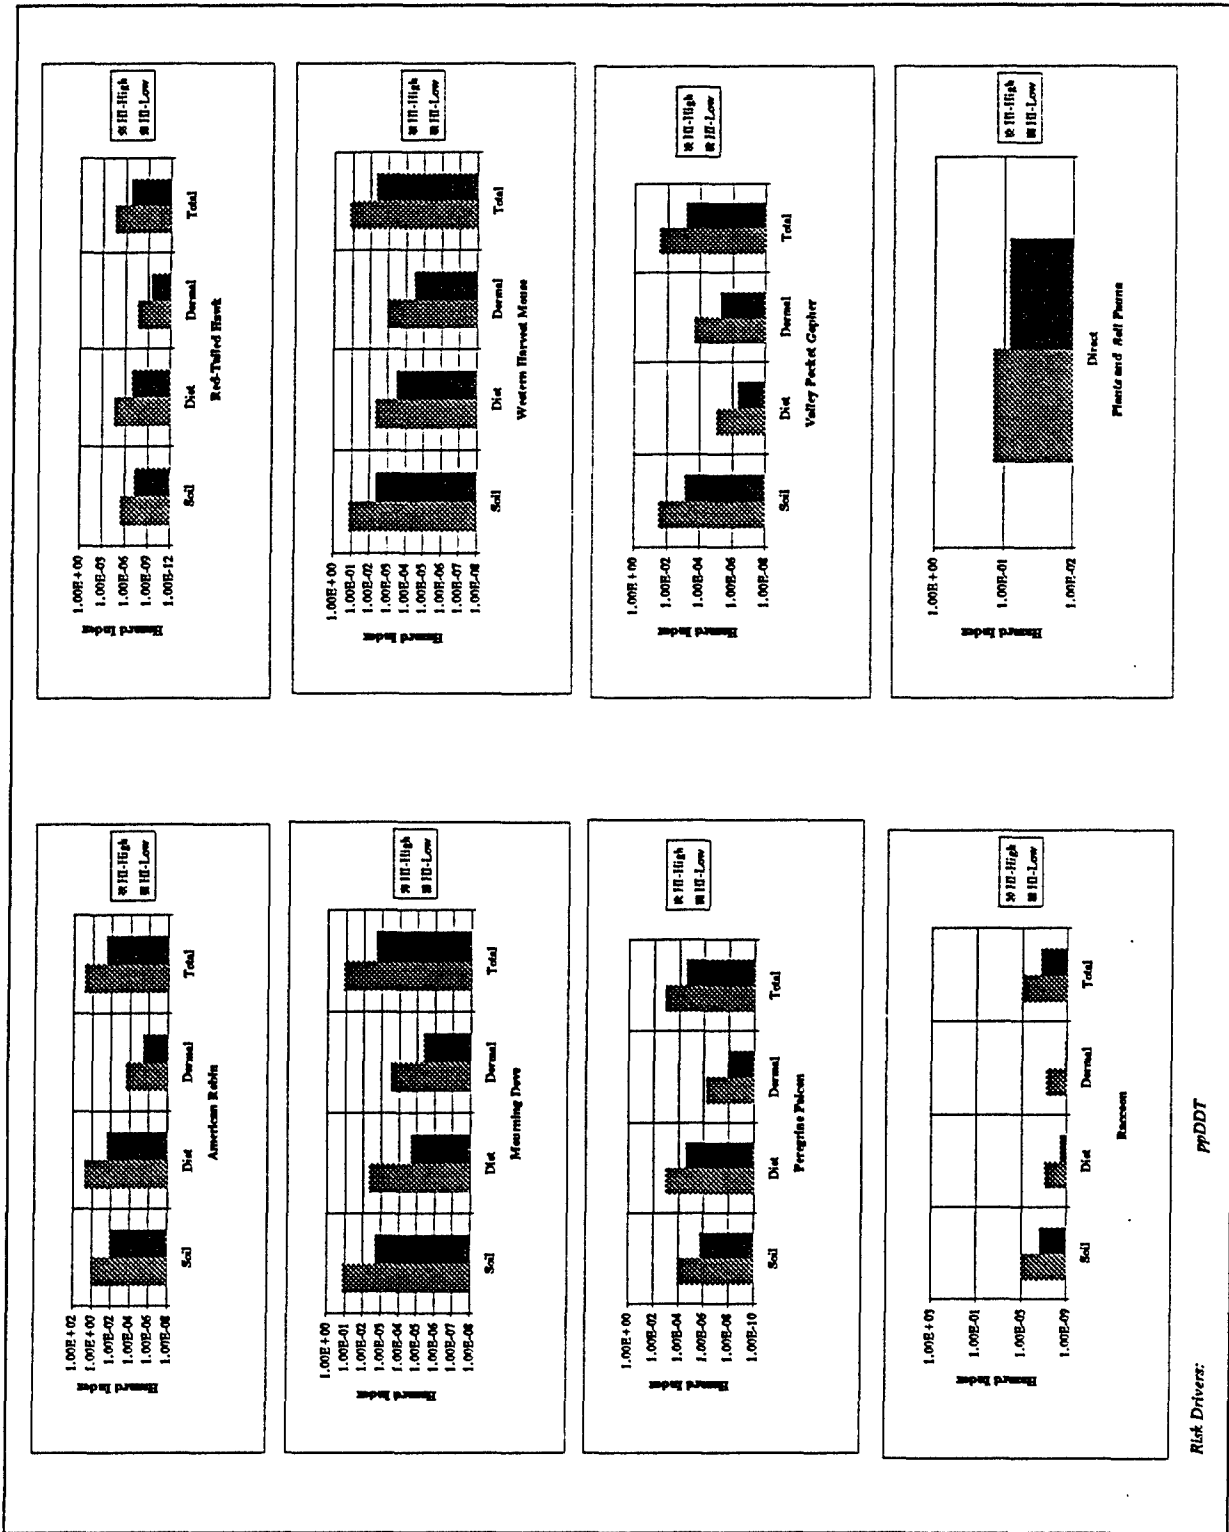 HI-High
HI-Low
1.00E+02
1.00E+00
1.00E-02
1.00E-04
1.00E-06
1.00E-08
Hazard Index
Soil Diet Dermal Total
American Robin
HI-High
HI-Low
1.00E+00
1.00E-03
1.00E-06
1.00E-09
1.00E-12
Hazard Index
Soil Diet Dermal Total
Red-Tailed Hawk
HI-High
HI-Low
1.00E+00
1.00E-01
1.00E-02
1.00E-03
1.00E-04
1.00E-05
1.00E-06
1.00E-07
1.00E-08
Hazard Index
Soil Diet Dermal Total
Mourning Dove
HI-High
HI-Low
1.00E+00
1.00E-01
1.00E-02
1.00E-03
1.00E-04
1.00E-05
1.00E-06
1.00E-07
1.00E-08
Hazard Index
Soil Diet Dermal Total
Western Harvest Mouse
HI-High
HI-Low
1.00E+00
1.00E-02
1.00E-04
1.00E-06
1.00E-08
1.00E-10
Hazard Index
Soil Diet Dermal Total
Peregrine Falcon
HI-High
HI-Low
1.00E+00
1.00E-02
1.00E-04
1.00E-06
1.00E-08
Hazard Index
Soil Diet Dermal Total
Valley Pocket Gopher
HI-High
HI-Low
1.00E+03
1.00E-01
1.00E-05
1.00E-09
Hazard Index
Soil Diet Dermal Total
Raccoon
HI-High
HI-Low
1.00E+00
1.00E-01
1.00E-02
Hazard Index
Direct
Plants and Soil Fauna
Risk Drivers: ppDDT